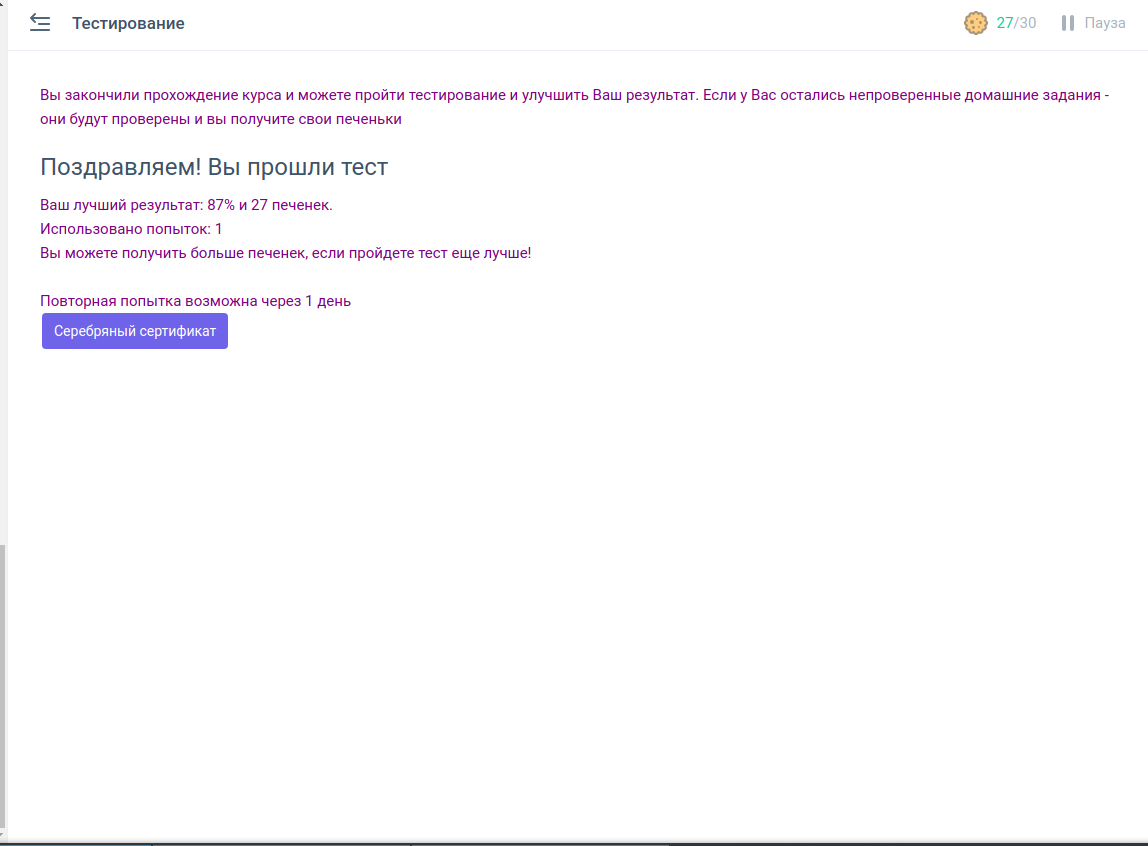 Тестирование
27/30
Пауза
Вы закончили прохождение курса и можете пройти тестирование и улучшить Ваш результат. Если у Вас остались непроверенные домашние задания -
они будут проверены и вы получите свои печеньки
Поздравляем! Вы прошли тест
Ваш лучший результат: 87% и 27 печенек.
Использовано попыток: 1
Вы можете получить больше печенек, если пройдете тест еще лучше!
Повторная попытка возможна через 1 день
Серебряный сертификат